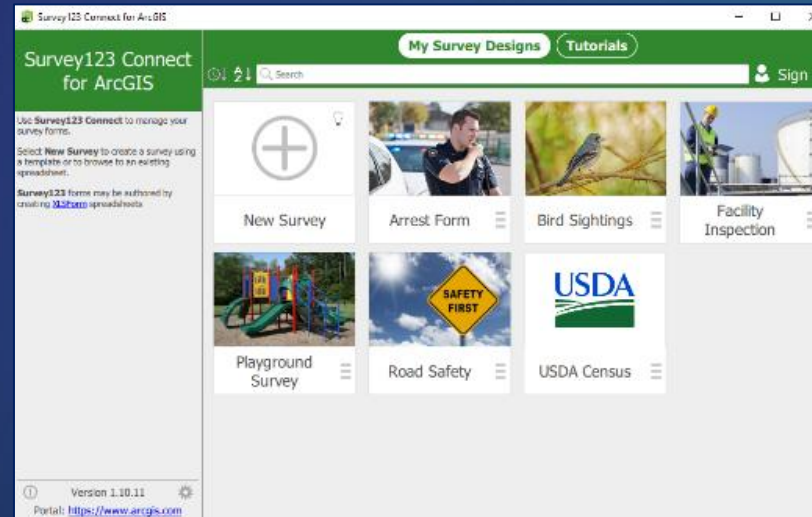 Survey123 Connect for ArcGIS
Survey123 Connect
for ArcGIS
My Survey Designs
Tutorials
Search
Sign
Use Survey123 Connect to manage your
survey forms.
Select New Survey to create a survey using
a template or to browse to an existing
spreadsheet.
Survey123 forms may be authored by
creating XLSForm spreadsheets
New Survey
Arrest Form
Bird Sightings
Facility
Inspection
SAFETY
FIRST
USDA
Playground
Survey
Road Safety
USDA Census
Version 1.10.11
Portal: https://www.arcgis.com